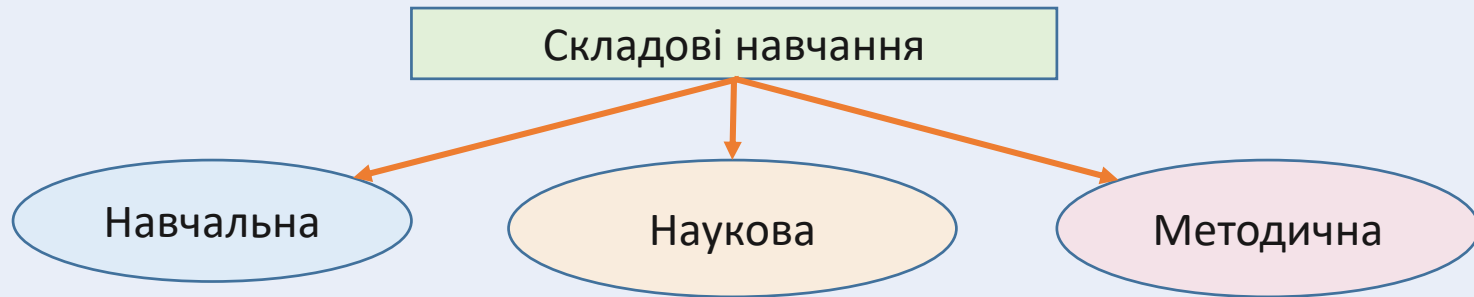 Складові навчання
Навчальна
Наукова
Методична